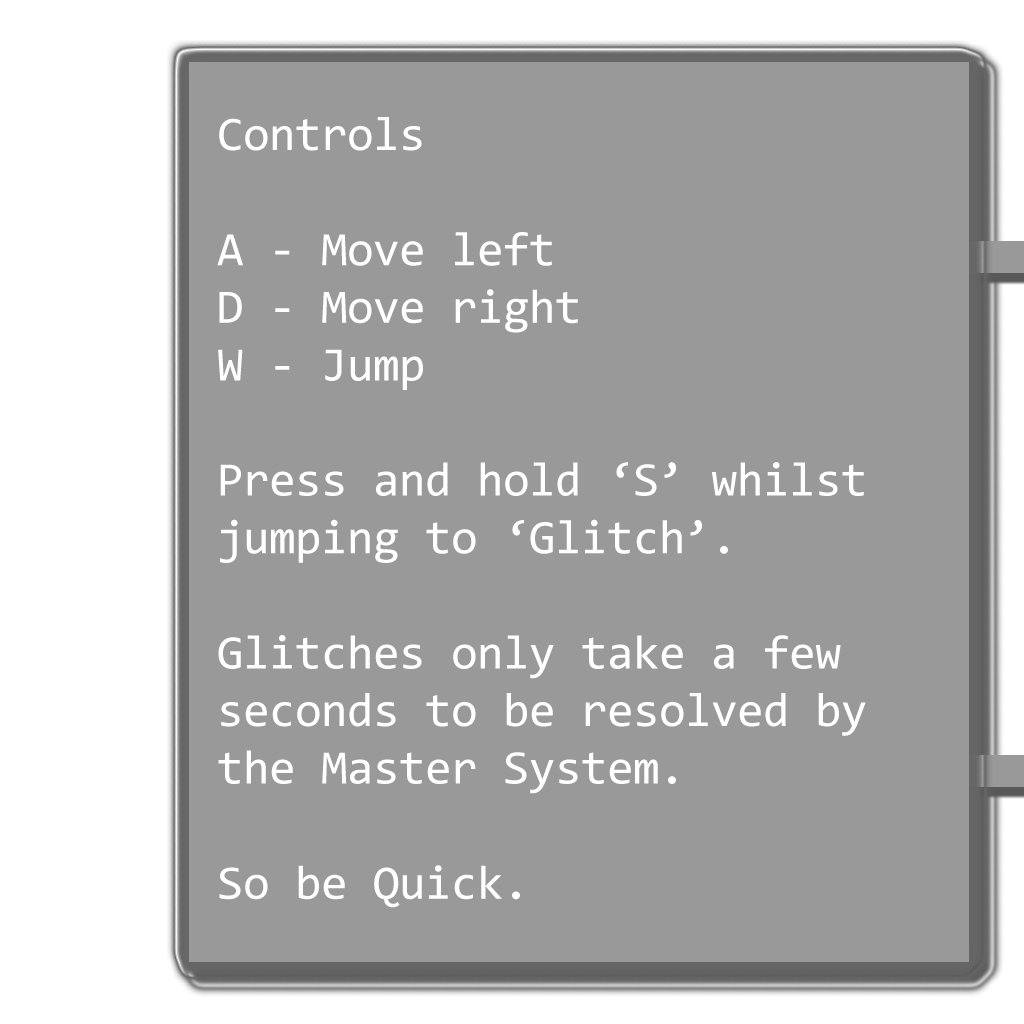 Controls
A - Move left
D - Move right
W - Jump
Press and hold ‘S’ whilst
jumping to ‘Glitch’.
Glitches only take a few
seconds to be resolved by
the Master System.
So be Quick.